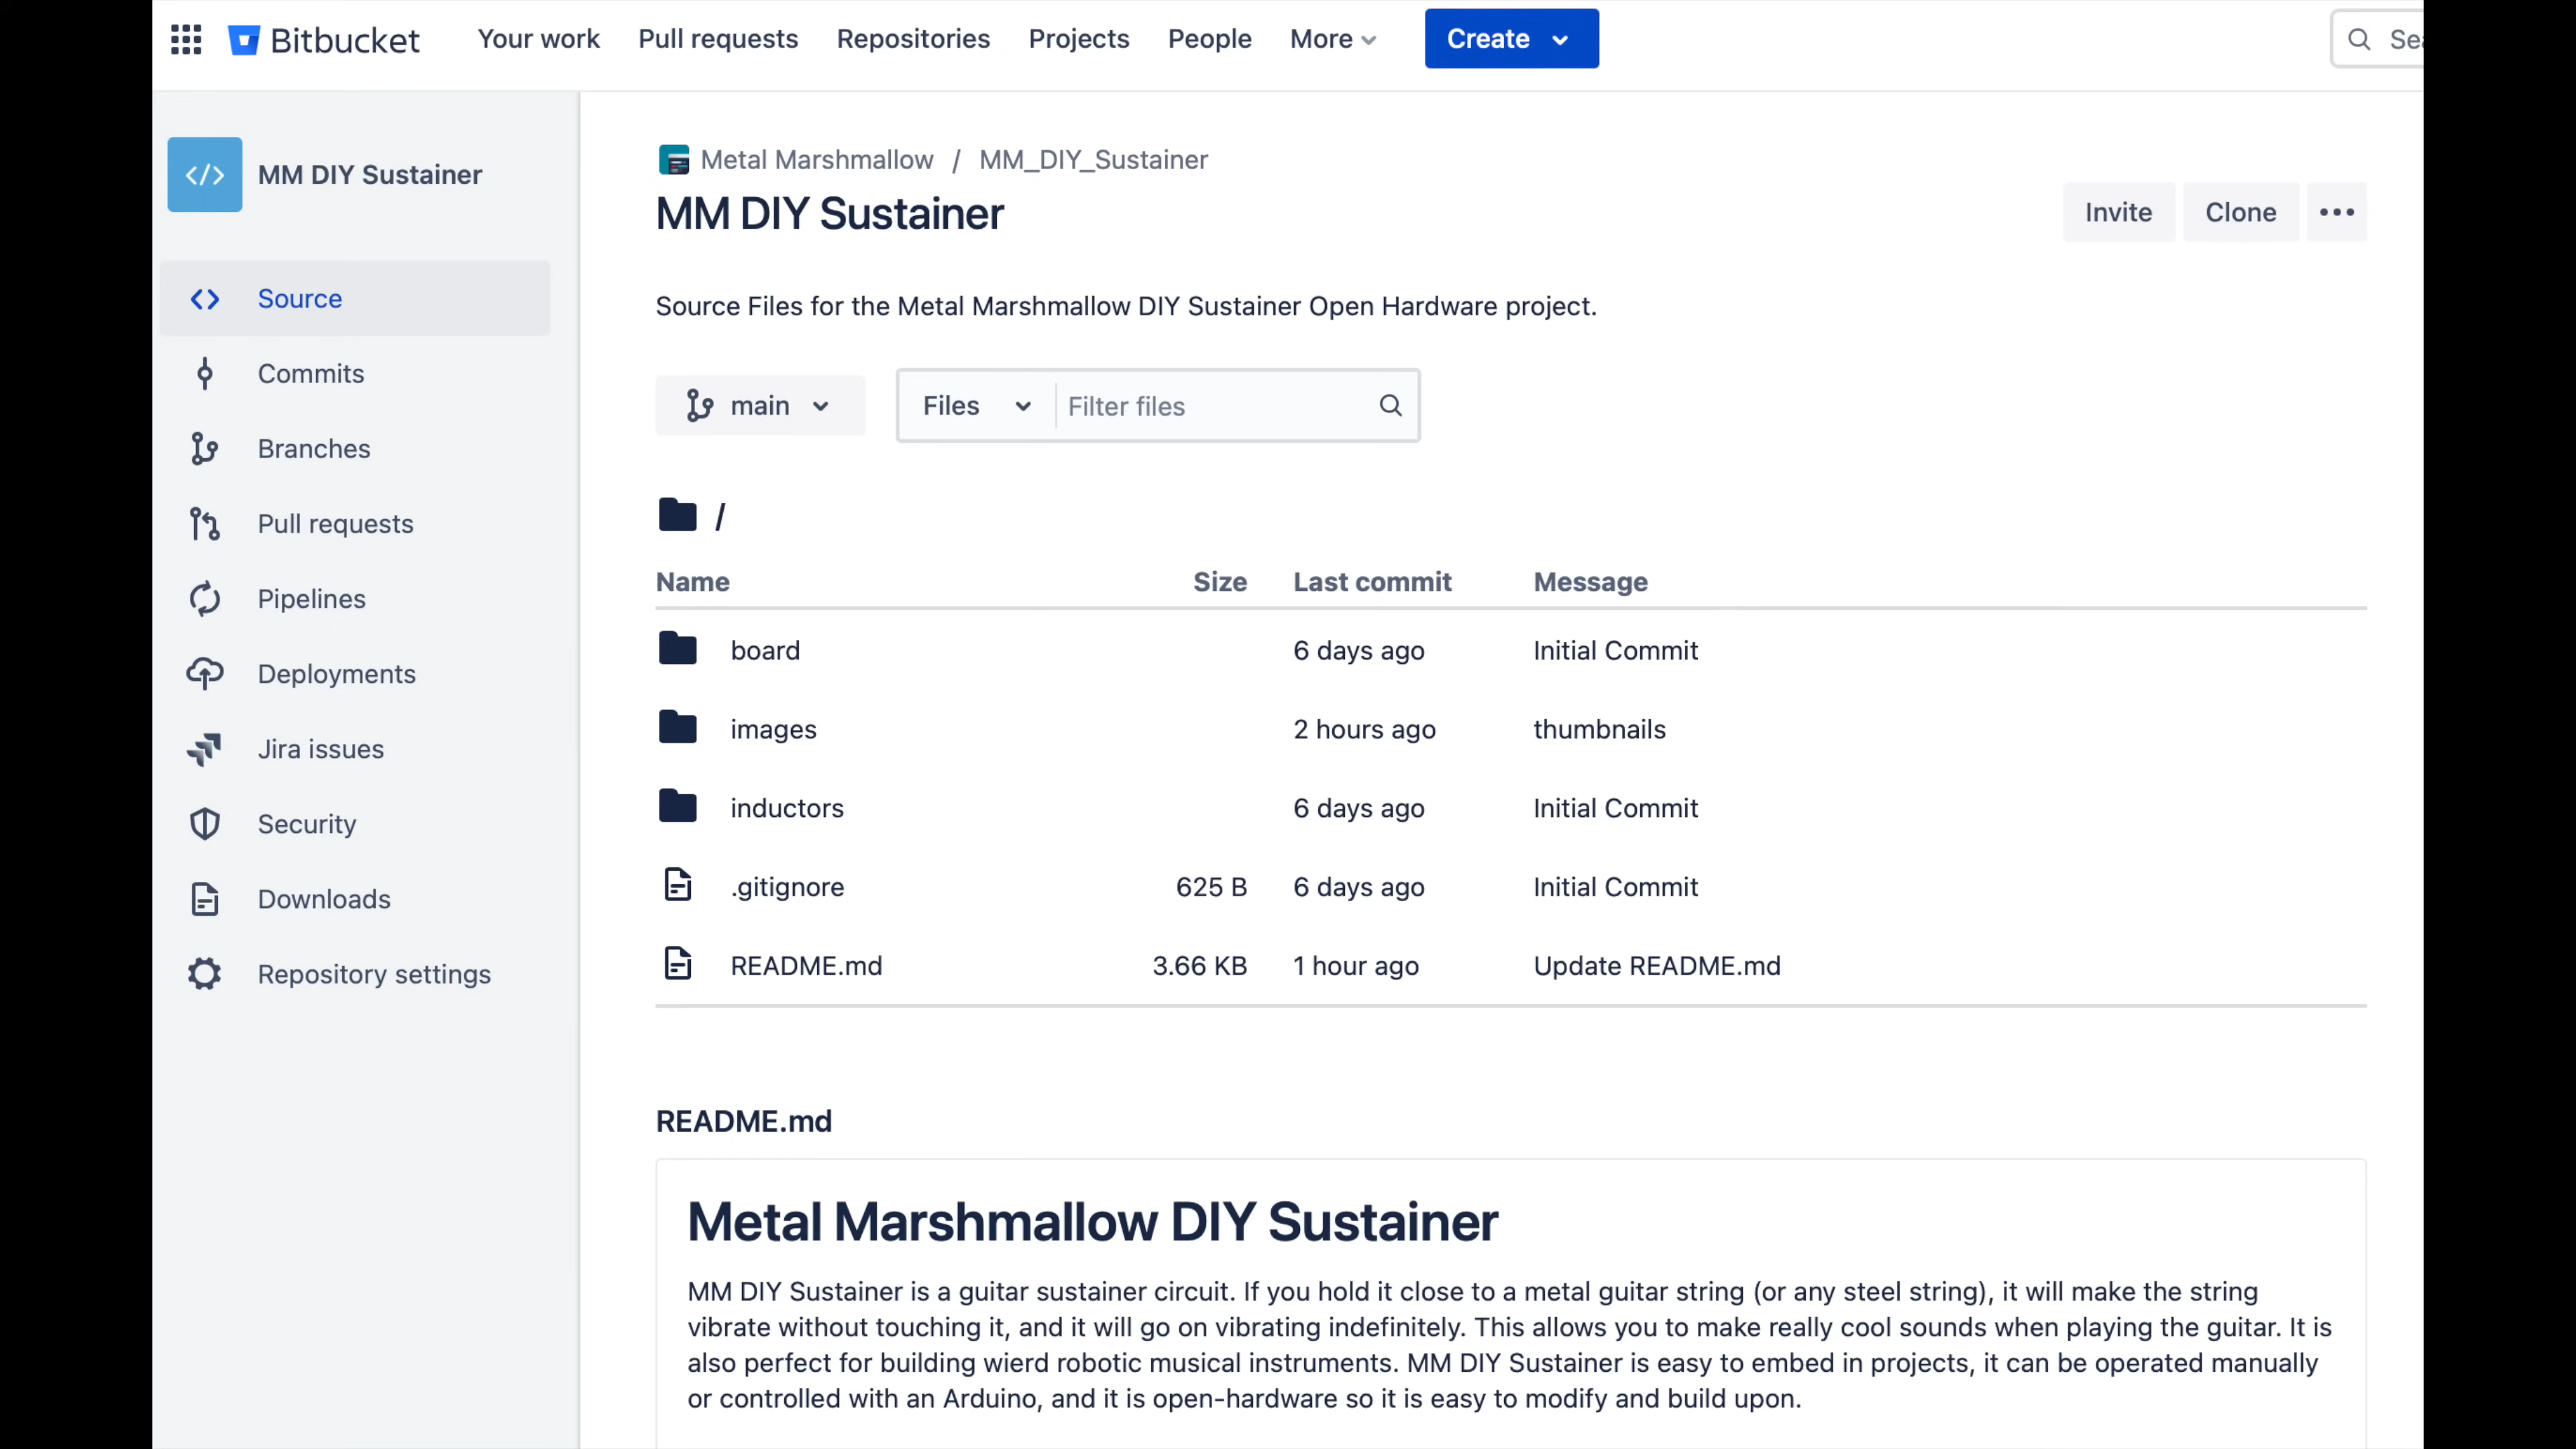 Bitbucket Your work Pull requests Repositories Projects People More Create
MM DIY Sustainer
Source
Commits
Branches
Pull requests
Pipelines
Deployments
Jira issues
Security
Downloads
Repository settings
Metal Marshmallow / MM_DIY_Sustainer
MM DIY Sustainer
Invite Clone
Source Files for the Metal Marshmallow DIY Sustainer Open Hardware project.
main Files Filter files
/
Name Size Last commit Message
board 6 days ago Initial Commit
images 2 hours ago thumbnails
inductors 6 days ago Initial Commit
.gitignore 625 B 6 days ago Initial Commit
README.md 3.66 KB 1 hour ago Update README.md
README.md
Metal Marshmallow DIY Sustainer
MM DIY Sustainer is a guitar sustainer circuit. If you hold it close to a metal guitar string (or any steel string), it will make the string
vibrate without touching it, and it will go on vibrating indefinitely. This allows you to make really cool sounds when playing the guitar. It is
also perfect for building wierd robotic musical instruments. MM DIY Sustainer is easy to embed in projects, it can be operated manually
or controlled with an Arduino, and it is open-hardware so it is easy to modify and build upon.